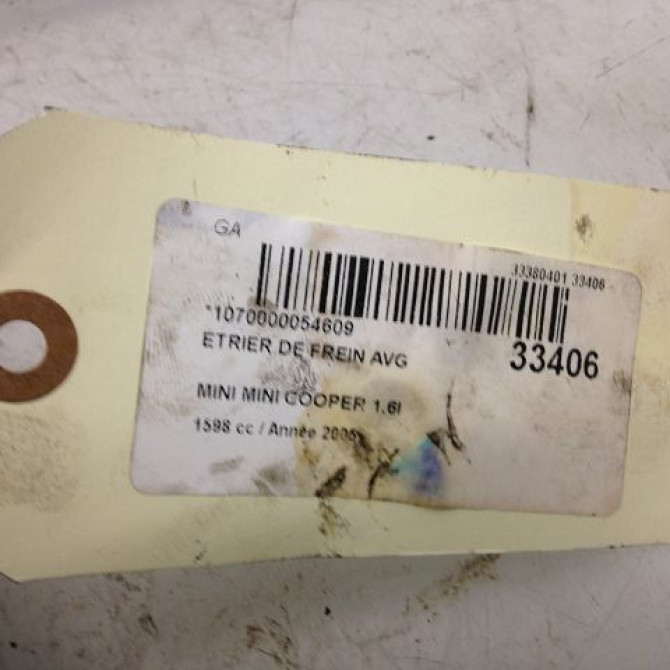 GA
33380401 33406
*1070000054609
ETRIER DE FREIN AVG
33406
MINI MINI COOPER 1.6I
1598 cc / Année